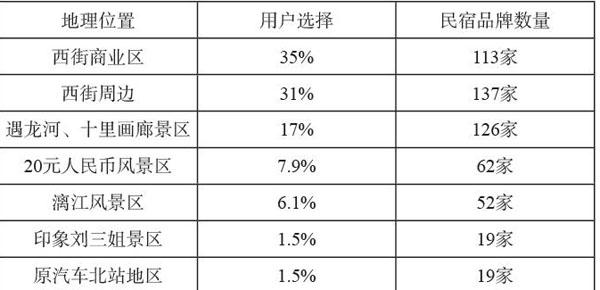 地理位置 用户选择 民宿品牌数量
西街商业区 35% 113家
西街周边 31% 137家
遇龙河、十里画廊景区 17% 126家
20元人民币风景区 7.9% 62家
漓江风景区 6.1% 52家
印象刘三姐景区 1.5% 19家
原汽车北站地区 1.5% 19家